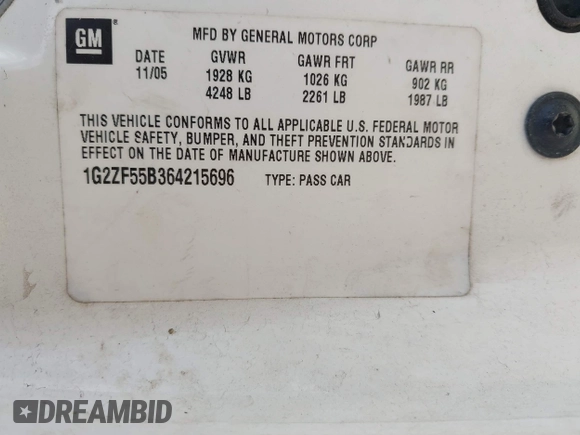 GM ®
MFD BY GENERAL MOTORS CORP
DATE GVWR GAWR FRT GAWR RR
11/05 1928 KG 1026 KG 902 KG
4248 LB 2261 LB 1987 LB
THIS VEHICLE CONFORMS TO ALL APPLICABLE U.S. FEDERAL MOTOR
VEHICLE SAFETY, BUMPER, AND THEFT PREVENTION STANDARDS IN
EFFECT ON THE DATE OF MANUFACTURE SHOWN ABOVE.
1G2ZF55B364215696 TYPE: PASS CAR
DREAMBID